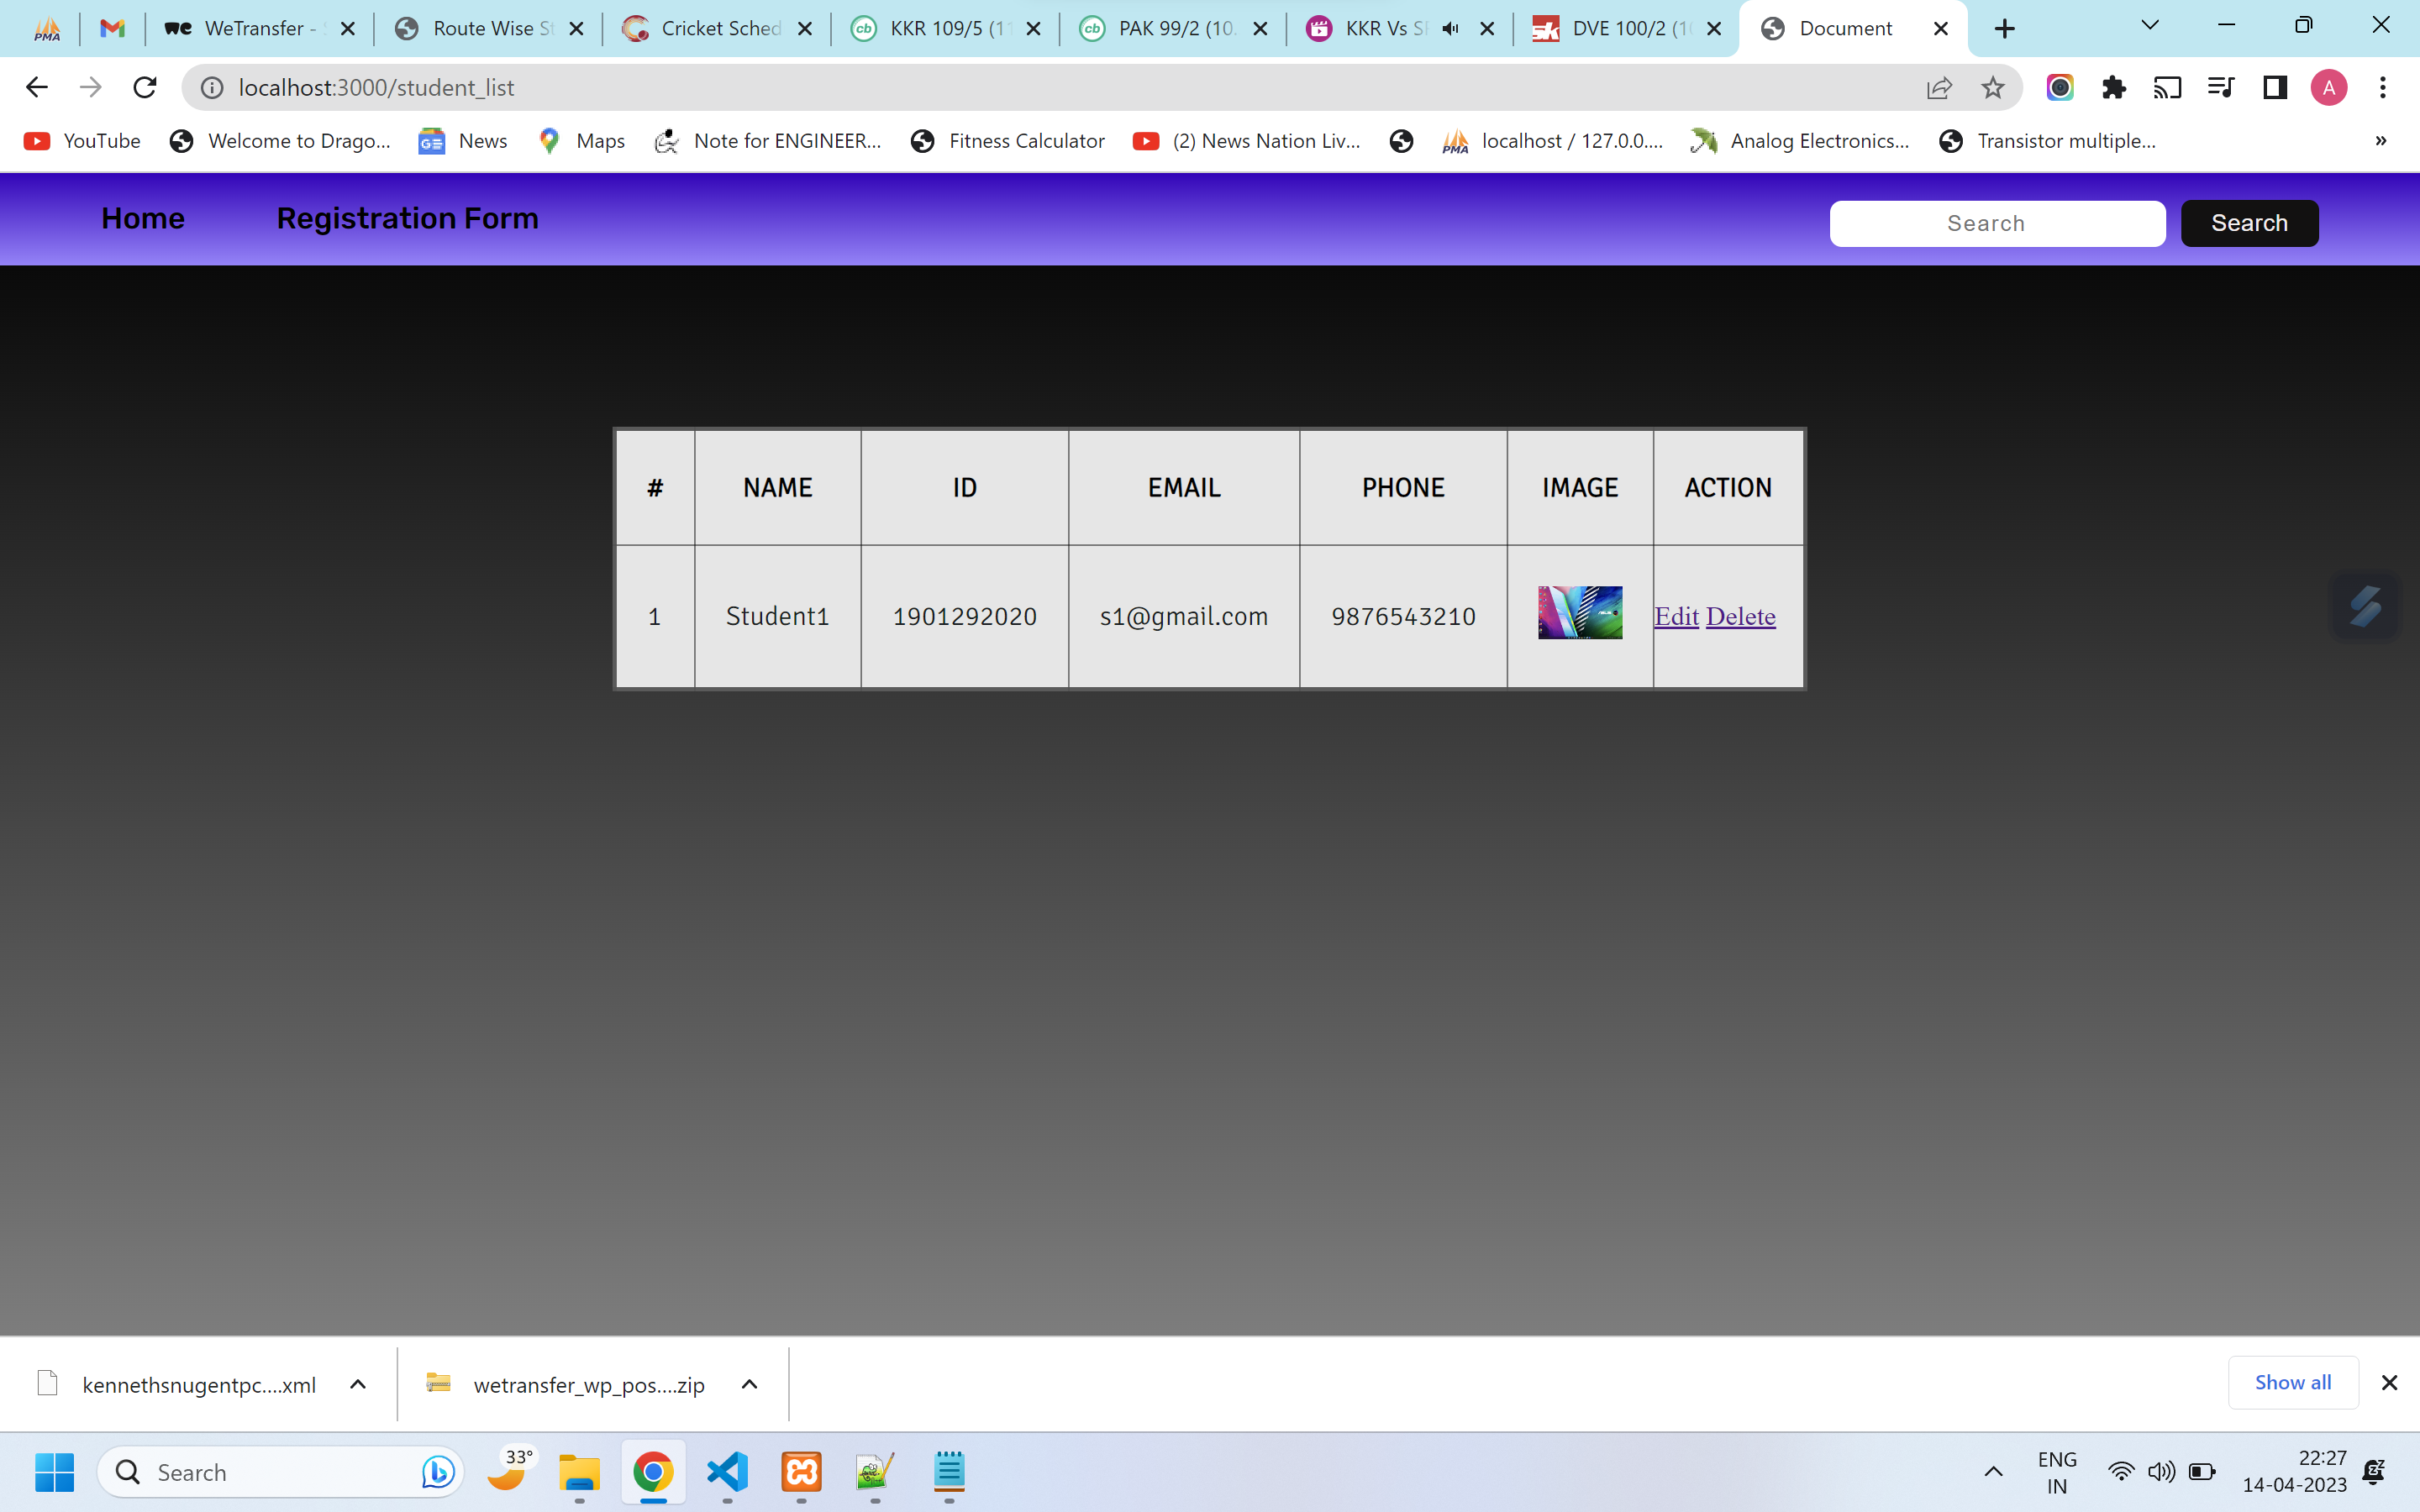 PMA WeTransfer - Route Wise St Cricket Sched KKR 109/5 (11 PAK 99/2 (10. KKR Vs S DVE 100/2 (10 Document
localhost:3000/student_list A
YouTube Welcome to Drago... News Maps Note for ENGINEER... Fitness Calculator (2) News Nation Liv... PMA localhost / 127.0.0.... Analog Electronics... Transistor multiple... »
Home Registration Form Search Search
# NAME ID EMAIL PHONE IMAGE ACTION
1 Student1 1901292020 s1@gmail.com 9876543210 Edit Delete
kennethsnugentpc....xml wetransfer_wp_pos....zip Show all
Search 33° ENG 22:27
IN 14-04-2023